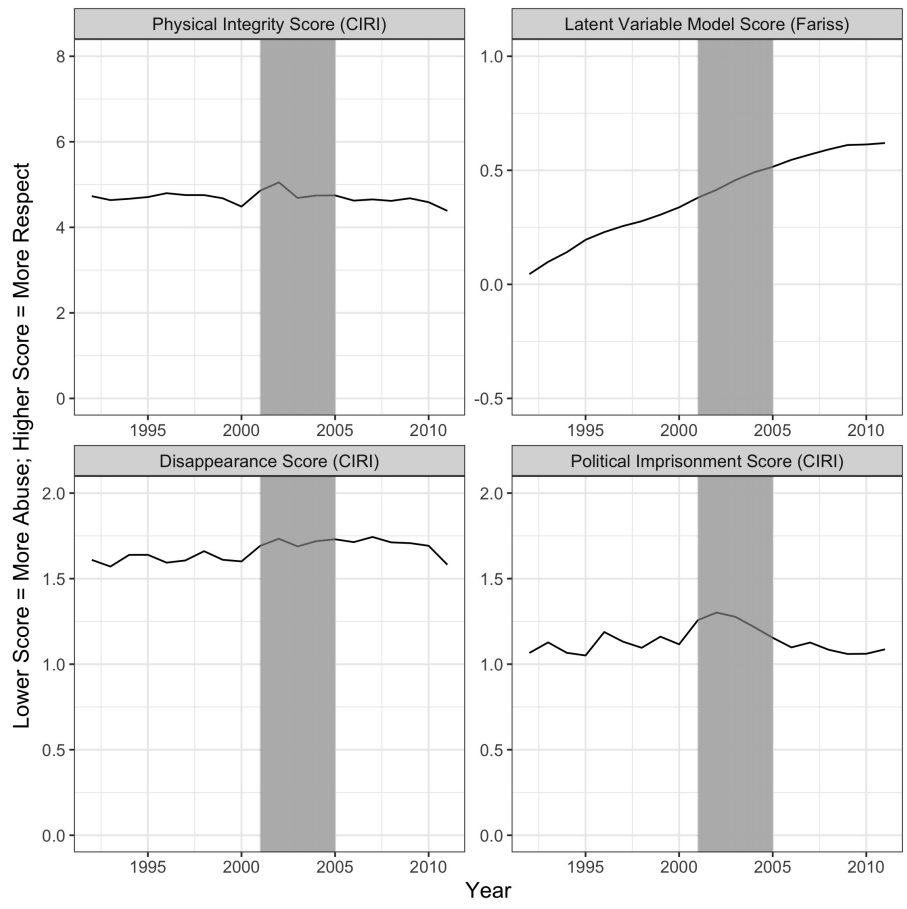 Physical Integrity Score (CIRI)
Latent Variable Model Score (Fariss)
8
6
4
2
0
1995 2000 2005 2010
1.0
0.5
0.0
-0.5
1995 2000 2005 2010
Disappearance Score (CIRI)
Political Imprisonment Score (CIRI)
2.0
1.5
1.0
0.5
0.0
1995 2000 2005 2010
2.0
1.5
1.0
0.5
0.0
1995 2000 2005 2010
Lower Score = More Abuse; Higher Score = More Respect
Year